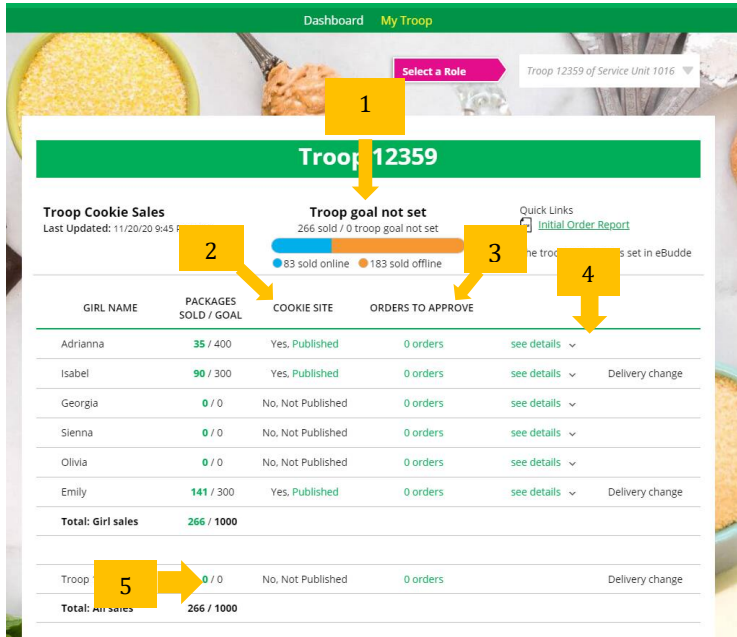 Dashboard My Troop
Select a Role
Troop 12359 of Service Unit 1016
1
Troop 12359
Troop Cookie Sales
Last Updated: 11/20/20 9:45
Troop goal not set
266 sold / 0 troop goal not set
83 sold online 183 sold offline
Quick Links
Initial Order Report
set in eBudde
2
3
4
GIRL NAME
PACKAGES
SOLD / GOAL
COOKIE SITE
ORDERS TO APPROVE
Adrianna 35 / 400 Yes, Published 0 orders see details
Isabel 90 / 300 Yes, Published 0 orders see details Delivery change
Georgia 0 / 0 No, Not Published 0 orders see details
Sienna 0 / 0 No, Not Published 0 orders see details
Olivia 0 / 0 No, Not Published 0 orders see details
Emily 141 / 300 Yes, Published 0 orders see details Delivery change
Total: Girl sales 266 / 1000
Troop 0 / 0 No, Not Published 0 orders Delivery change
5
Total: All sales 266 / 1000